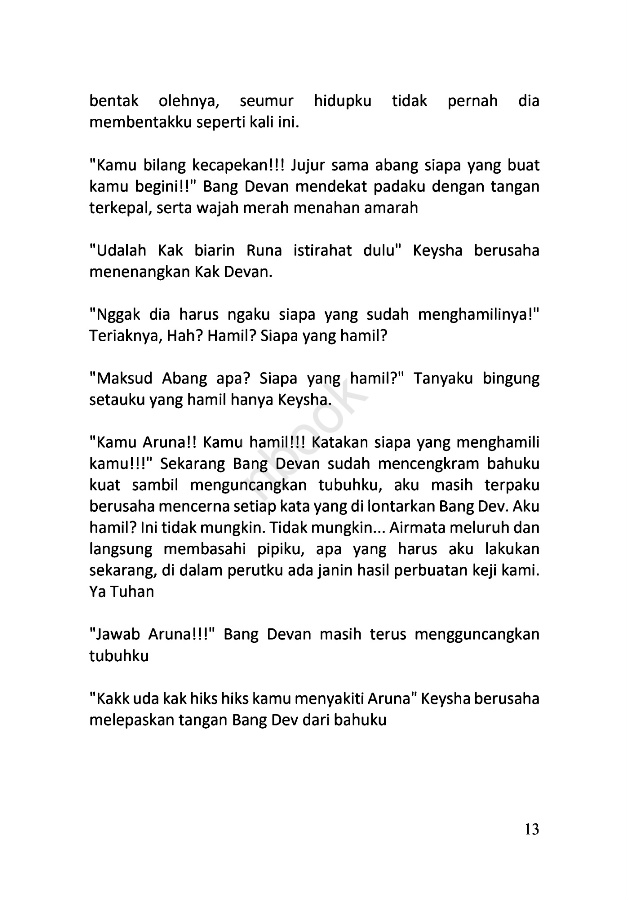 bentak olehnya, seumur hidupku tidak pernah dia
membentakku seperti kali ini.
"Kamu bilang kecapekan!!! Jujur sama abang siapa yang buat
kamu begini!!" Bang Devan mendekat padaku dengan tangan
terkepal, serta wajah merah menahan amarah
"Udalah Kak biarin Runa istirahat dulu" Keysha berusaha
menenangkan Kak Devan.
"Nggak dia harus ngaku siapa yang sudah menghamilinya!"
Teriaknya, Hah? Hamil? Siapa yang hamil?
"Maksud Abang apa? Siapa yang hamil?" Tanyaku bingung
setauku yang hamil hanya Keysha.
"Kamu Aruna!! Kamu hamil!!! Katakan siapa yang menghamili
kamu!!!" Sekarang Bang Devan sudah mencengkram bahuku
kuat sambil menguncangkan tubuhku, aku masih terpaku
berusaha mencerna setiap kata yang di lontarkan Bang Dev. Aku
hamil? Ini tidak mungkin. Tidak mungkin... Airmata meluruh dan
langsung membasahi pipiku, apa yang harus aku lakukan
sekarang, di dalam perutku ada janin hasil perbuatan keji kami.
Ya Tuhan
"Jawab Aruna!!!" Bang Devan masih terus mengguncangkan
tubuhku
"Kakk uda kak hiks hiks kamu menyakiti Aruna" Keysha berusaha
melepaskan tangan Bang Dev dari bahuku
13